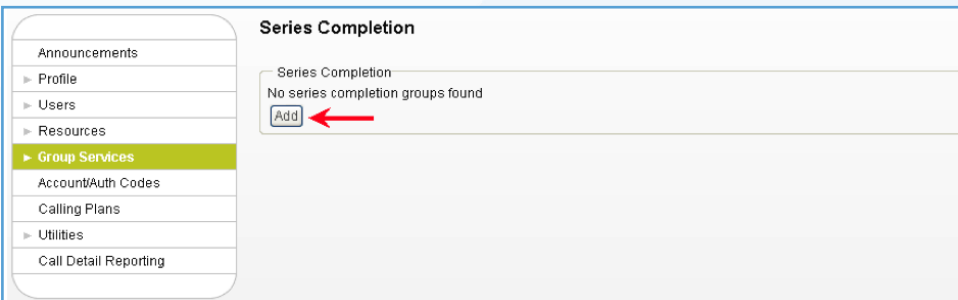 Series Completion
Announcements
Profile
Users
Resources
Group Services
Account/Auth Codes
Calling Plans
Utilities
Call Detail Reporting
Series Completion
No series completion groups found
Add